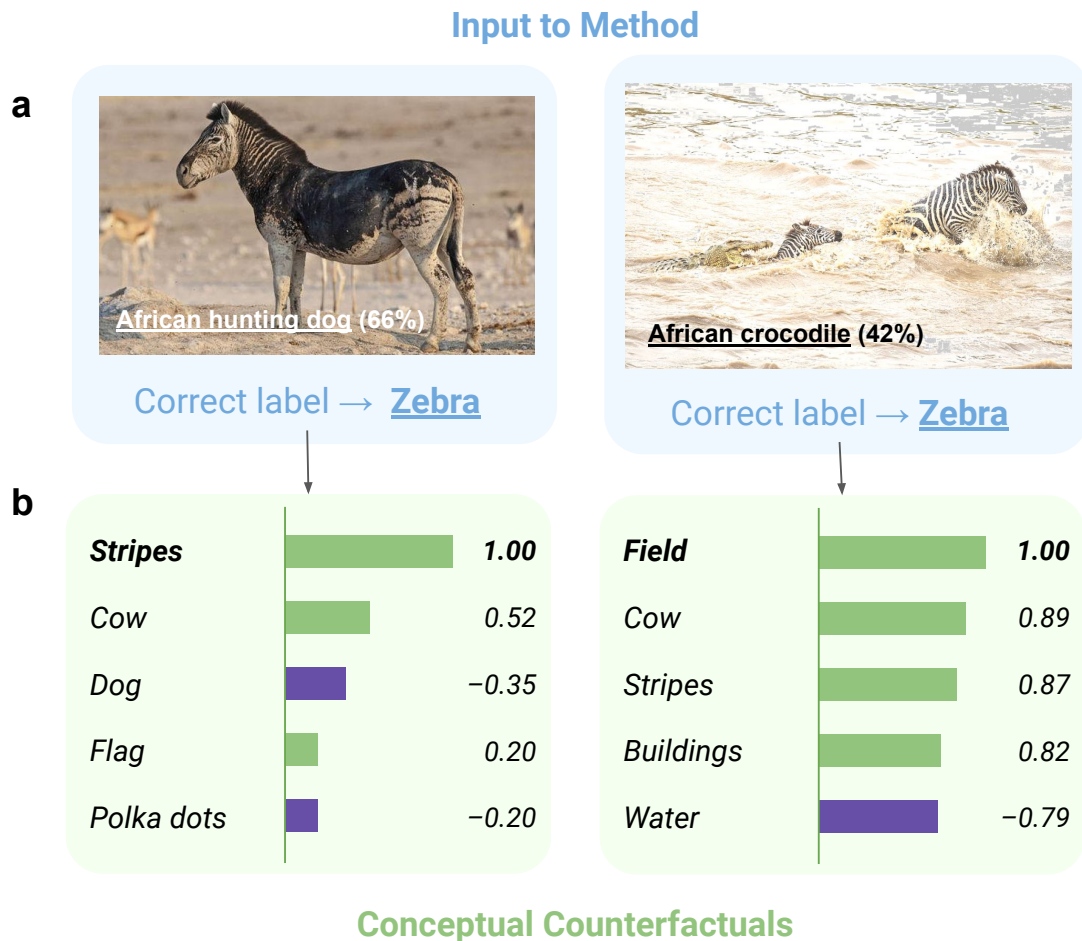 Input to Method
a
African hunting dog (66%)
Correct label → Zebra
African crocodile (42%)
Correct label → Zebra
b
Stripes 1.00
Cow 0.52
Dog −0.35
Flag 0.20
Polka dots −0.20
Field 1.00
Cow 0.89
Stripes 0.87
Buildings 0.82
Water −0.79
Conceptual Counterfactuals